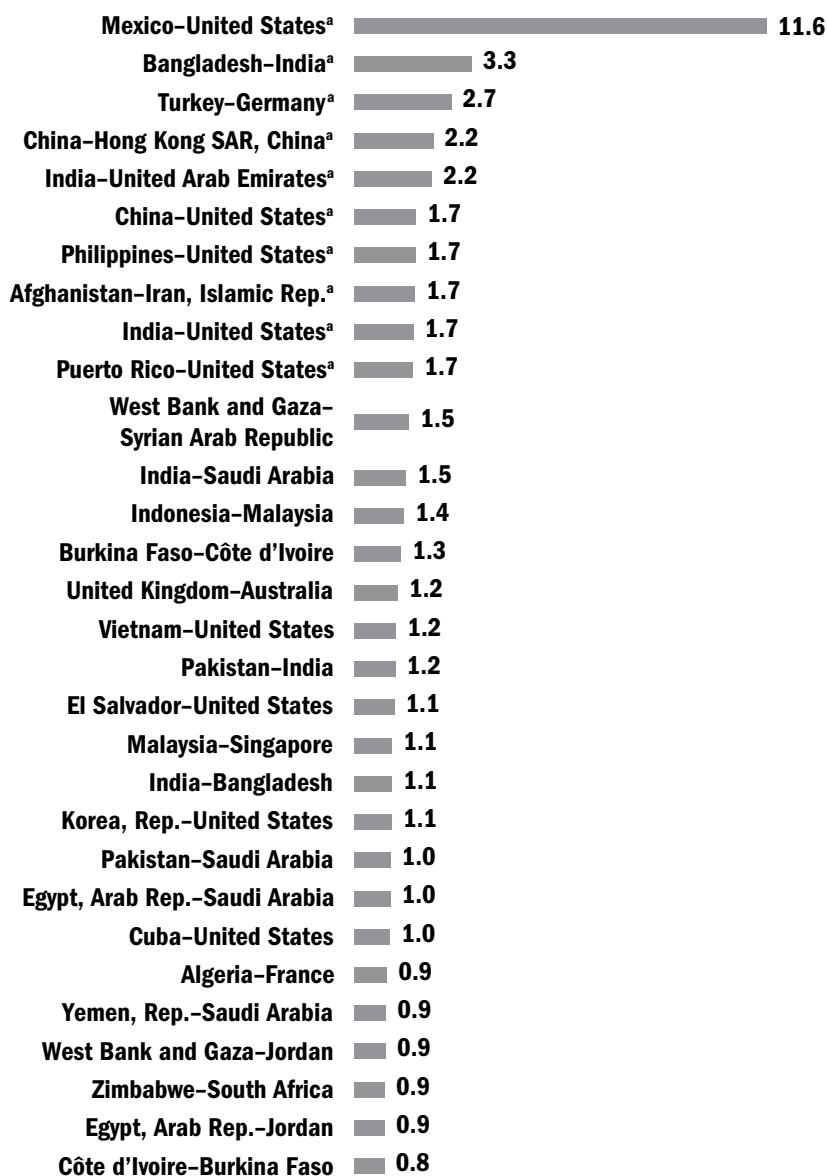 Mexico–United Statesᵃ 11.6
Bangladesh–Indiaᵃ 3.3
Turkey–Germanyᵃ 2.7
China–Hong Kong SAR, Chinaᵃ 2.2
India–United Arab Emiratesᵃ 2.2
China–United Statesᵃ 1.7
Philippines–United Statesᵃ 1.7
Afghanistan–Iran, Islamic Rep.ᵃ 1.7
India–United Statesᵃ 1.7
Puerto Rico–United Statesᵃ 1.7
West Bank and Gaza–
Syrian Arab Republic 1.5
India–Saudi Arabia 1.5
Indonesia–Malaysia 1.4
Burkina Faso–Côte d'Ivoire 1.3
United Kingdom–Australia 1.2
Vietnam–United States 1.2
Pakistan–India 1.2
El Salvador–United States 1.1
Malaysia–Singapore 1.1
India–Bangladesh 1.1
Korea, Rep.–United States 1.1
Pakistan–Saudi Arabia 1.0
Egypt, Arab Rep.–Saudi Arabia 1.0
Cuba–United States 1.0
Algeria–France 0.9
Yemen, Rep.–Saudi Arabia 0.9
West Bank and Gaza–Jordan 0.9
Zimbabwe–South Africa 0.9
Egypt, Arab Rep.–Jordan 0.9
Côte d'Ivoire–Burkina Faso 0.8